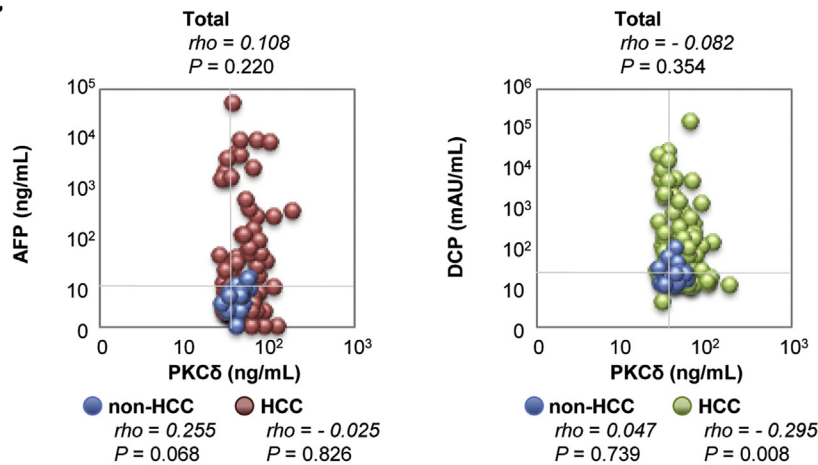 Total
rho = 0.108
P = 0.220
AFP (ng/mL)
10⁵
10⁴
10³
10²
10
0
0 10 10² 10³
PKCδ (ng/mL)
non-HCC HCC
rho = 0.255 rho = - 0.025
P = 0.068 P = 0.826
Total
rho = - 0.082
P = 0.354
DCP (mAU/mL)
10⁶
10⁵
10⁴
10³
10²
10
0
0 10 10² 10³
PKCδ (ng/mL)
non-HCC HCC
rho = 0.047 rho = - 0.295
P = 0.739 P = 0.008